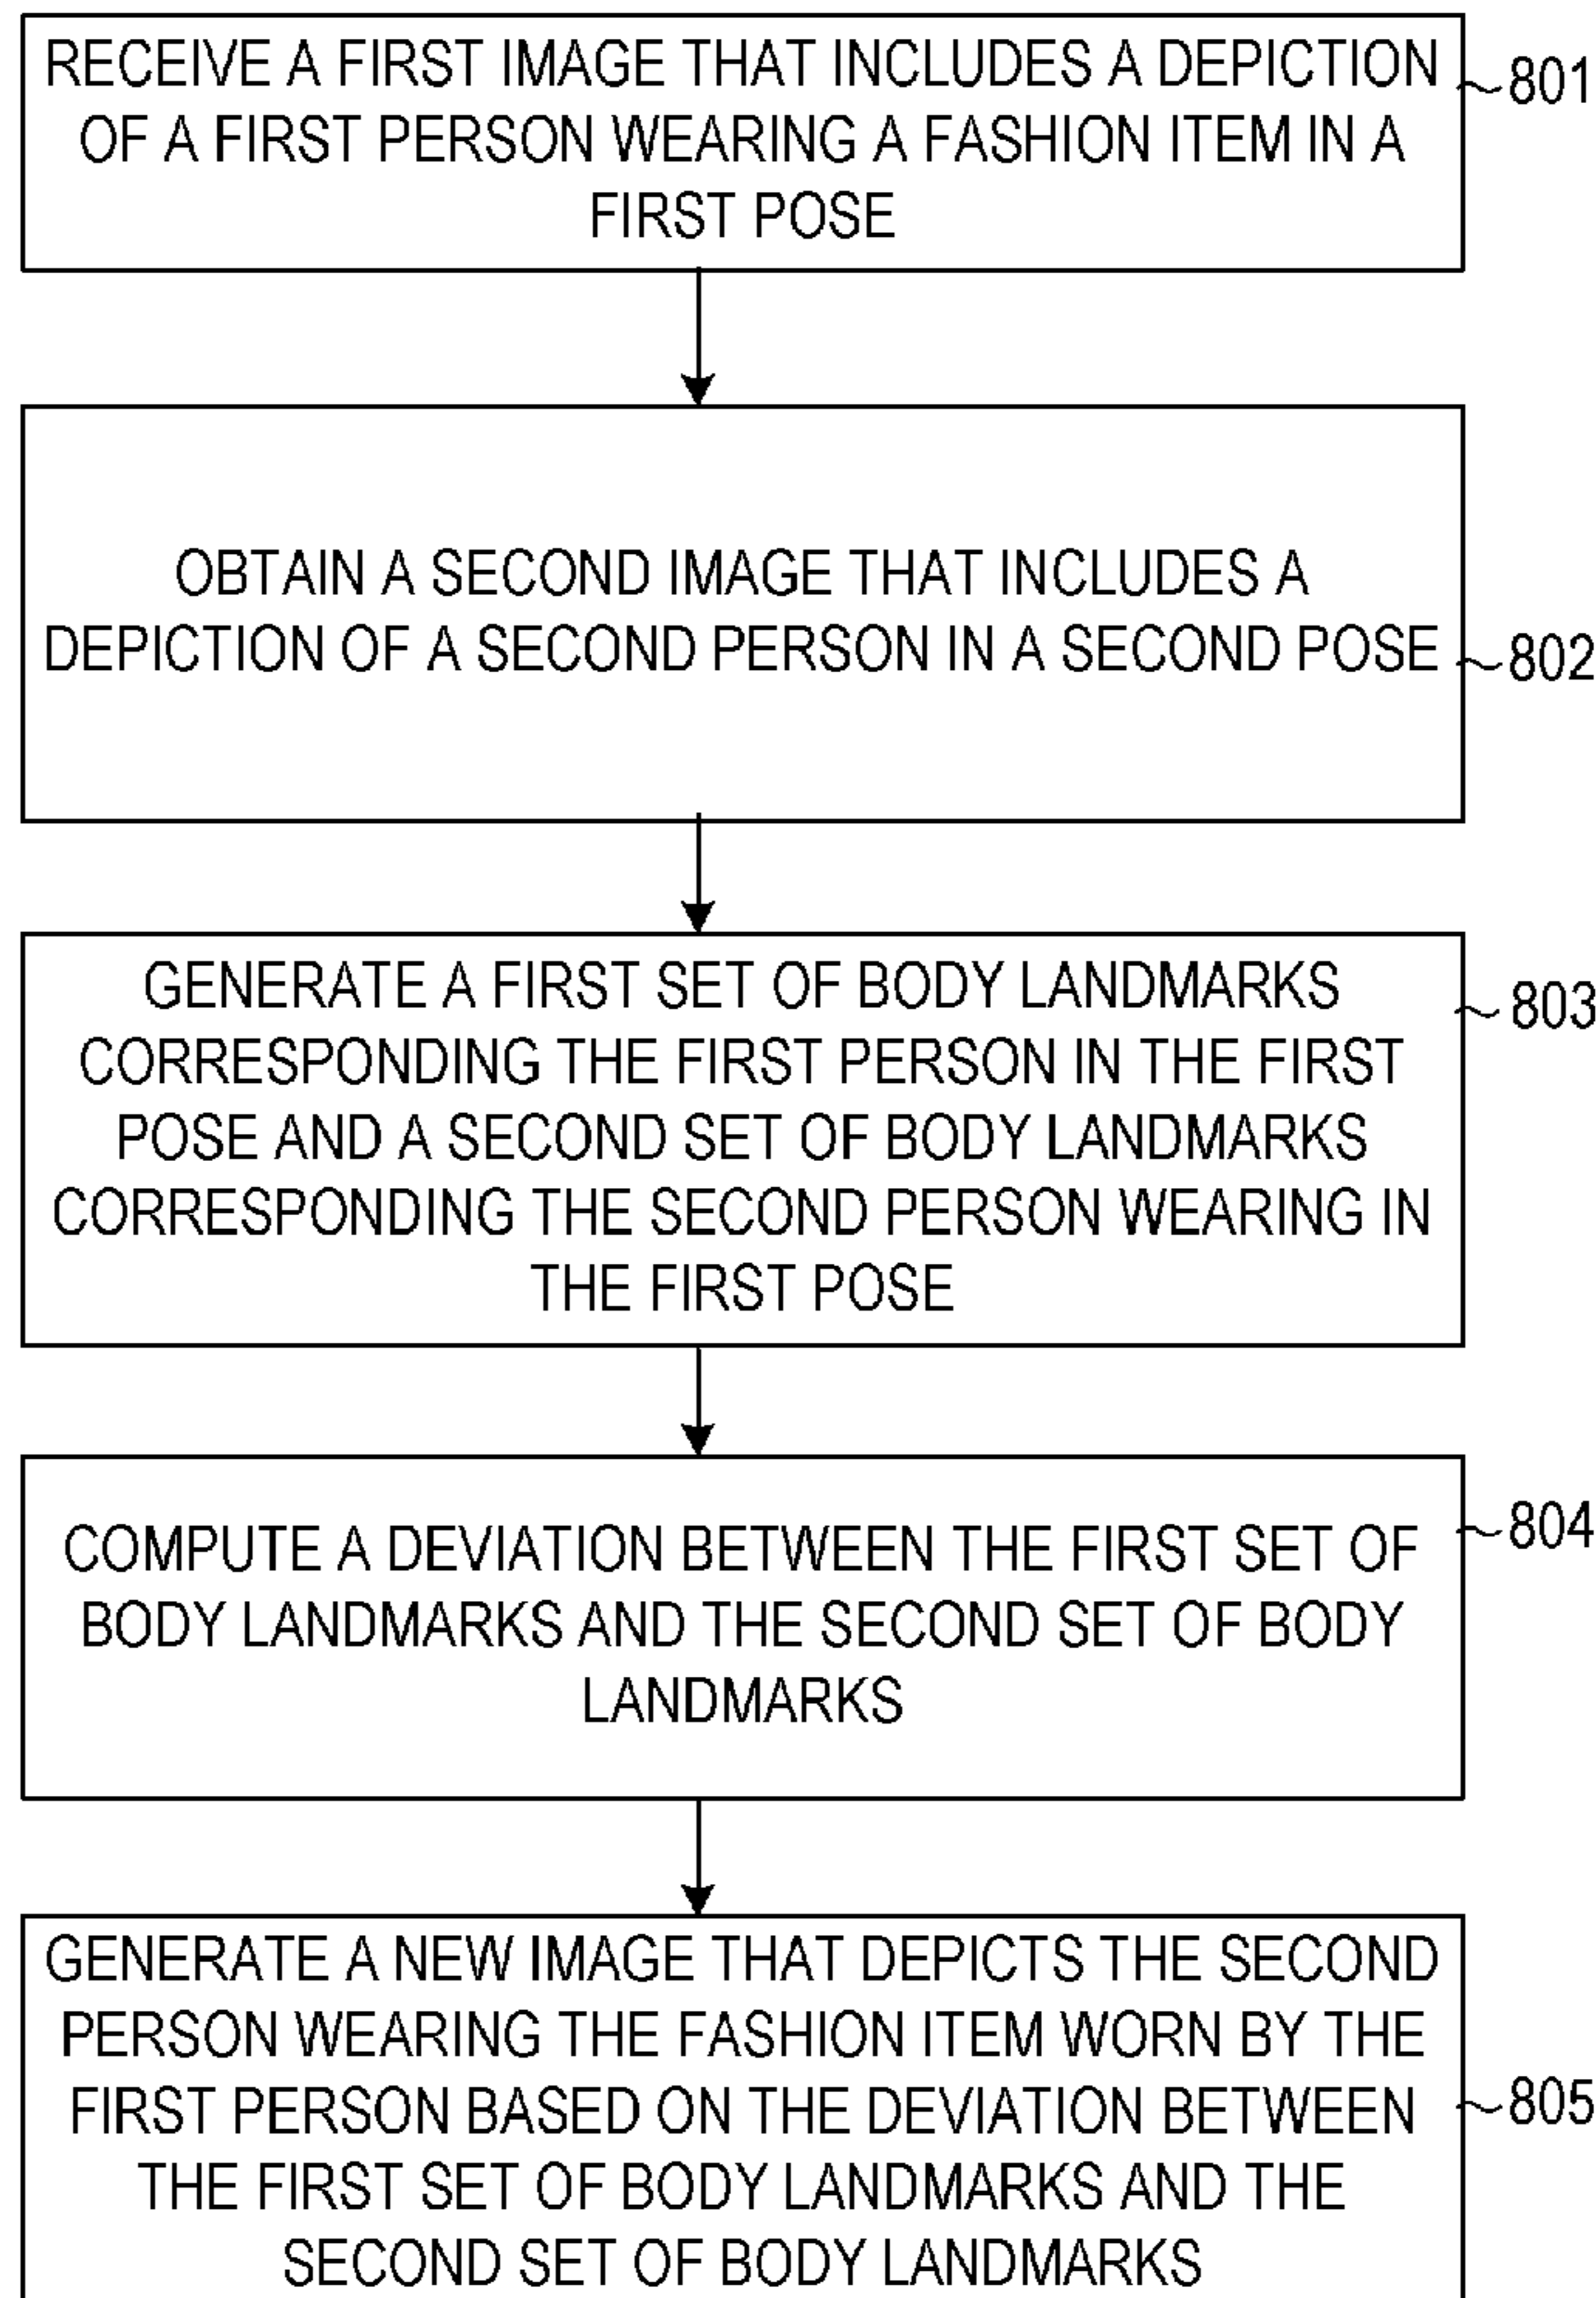 RECEIVE A FIRST IMAGE THAT INCLUDES A DEPICTION
OF A FIRST PERSON WEARING A FASHION ITEM IN A
FIRST POSE
801
OBTAIN A SECOND IMAGE THAT INCLUDES A
DEPICTION OF A SECOND PERSON IN A SECOND POSE
802
GENERATE A FIRST SET OF BODY LANDMARKS
CORRESPONDING THE FIRST PERSON IN THE FIRST
POSE AND A SECOND SET OF BODY LANDMARKS
CORRESPONDING THE SECOND PERSON WEARING IN
THE FIRST POSE
803
COMPUTE A DEVIATION BETWEEN THE FIRST SET OF
BODY LANDMARKS AND THE SECOND SET OF BODY
LANDMARKS
804
GENERATE A NEW IMAGE THAT DEPICTS THE SECOND
PERSON WEARING THE FASHION ITEM WORN BY THE
FIRST PERSON BASED ON THE DEVIATION BETWEEN
THE FIRST SET OF BODY LANDMARKS AND THE
SECOND SET OF BODY LANDMARKS
805